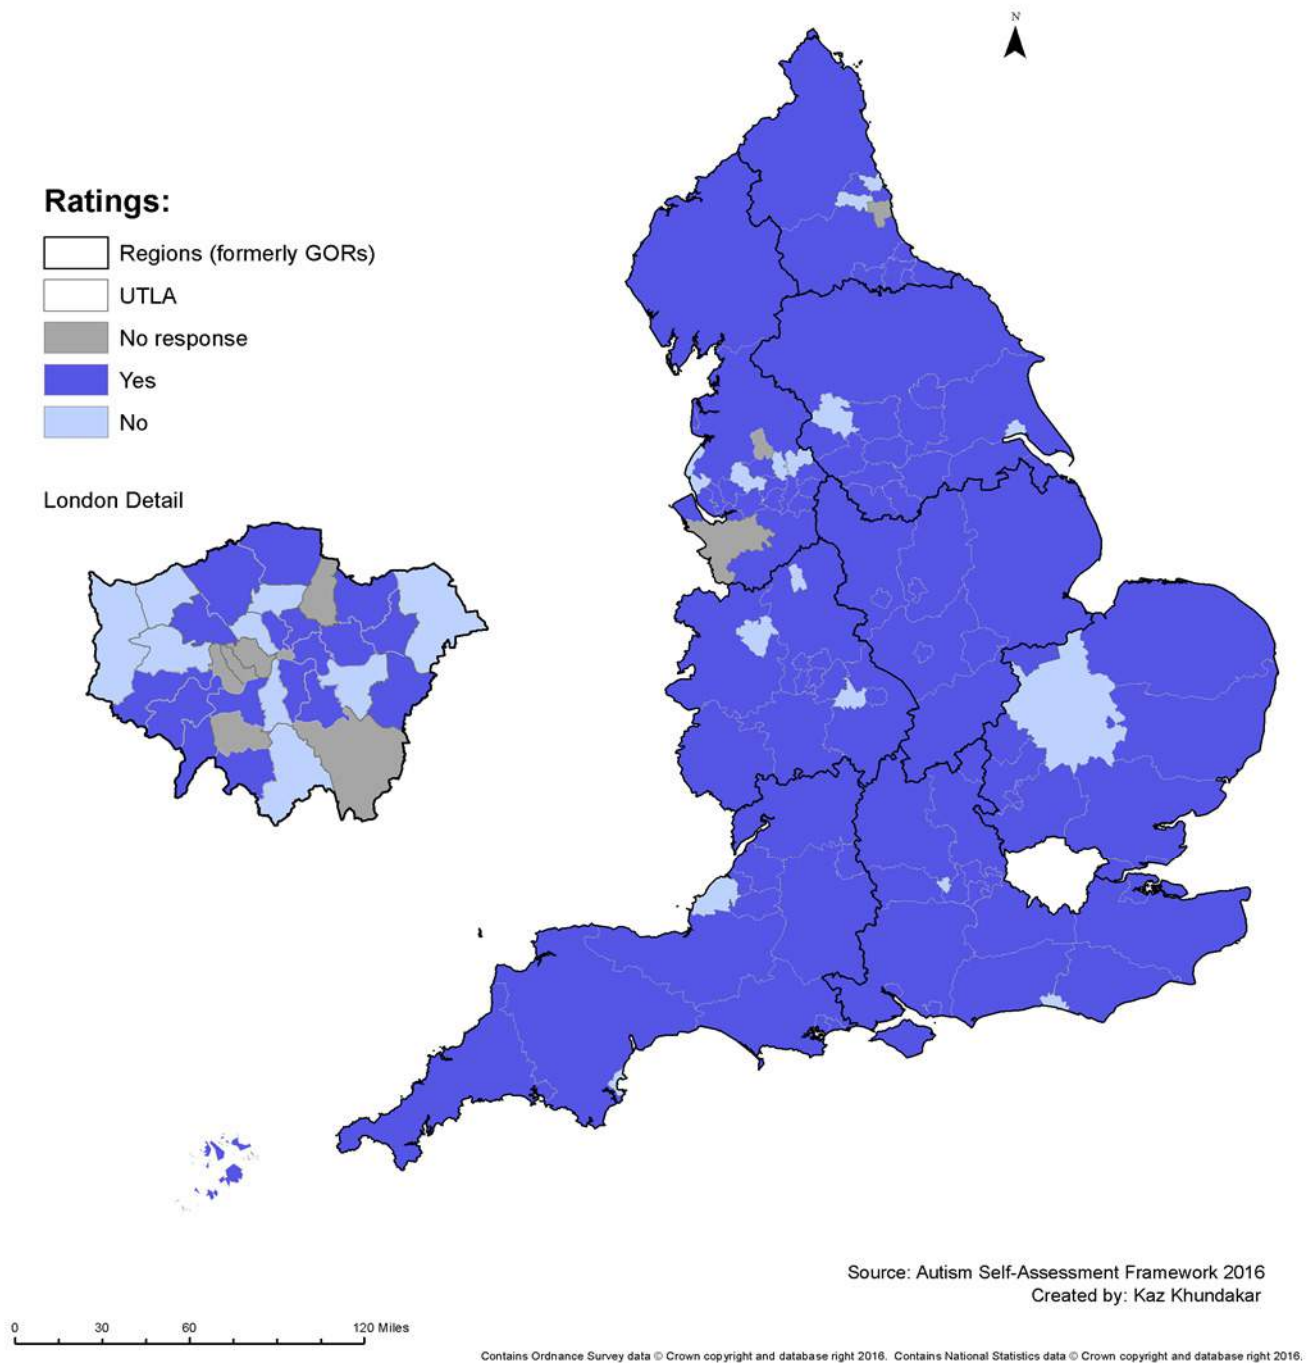 N
Ratings:
Regions (formerly GORs)
UTLA
No response
Yes
No
London Detail
Source: Autism Self-Assessment Framework 2016
Created by: Kaz Khundakar
0 30 60 120 Miles
Contains Ordnance Survey data © Crown copyright and database right 2016. Contains National Statistics data © Crown copyright and database right 2016.